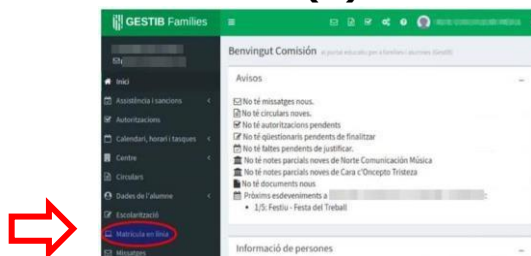 GESTIB Famílies
Benvingut Comisión
Inici
Avisos
Assistència i sancions
No té missatges nous.
No té circulars noves.
Autoritzacions
No té autoritzacions pendents
Calendari, horari i tasques
No té qüestionaris pendents de finalitzar
No té faltes pendents de justificar.
Centre
No té notes parcials noves de Norte Comunicación Música
No té notes parcials noves de Cara c'Oncepto Tristeza
Circulars
No té documents nous
Dades de l'alumne
Pròxims esdeveniments a
1/5: Festiu - Festa del Treball
Escolarització
Matrícula en línia
Informació de persones
Missatges